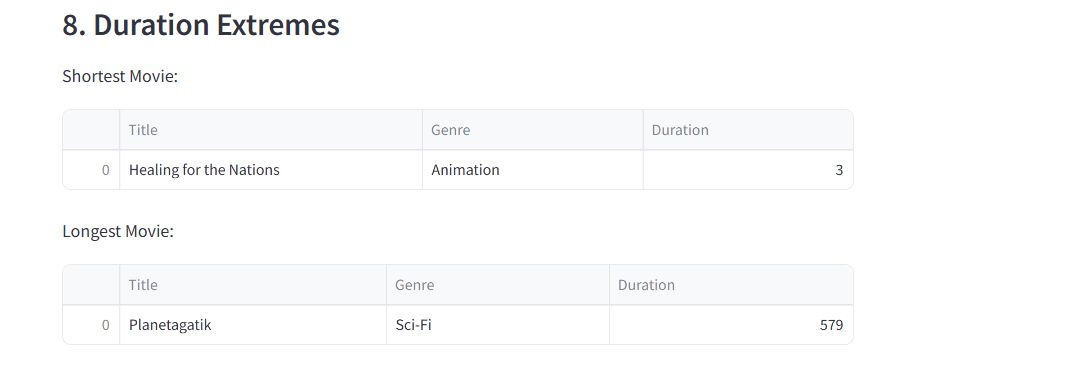 8. Duration Extremes
Shortest Movie:
Title Genre Duration
0 Healing for the Nations Animation 3
Longest Movie:
Title Genre Duration
0 Planetagatik Sci-Fi 579